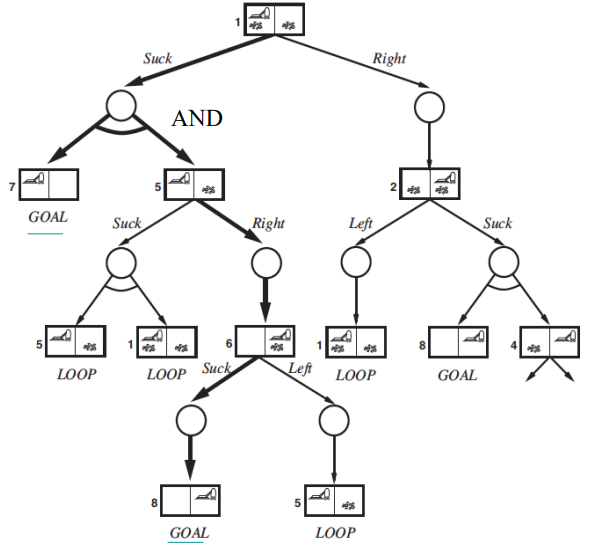 1
Suck Right
AND
7 5 2
GOAL
Suck Right Left Suck
5 1 6 1 8 4
LOOP LOOP Suck Left LOOP GOAL
8 5
GOAL LOOP